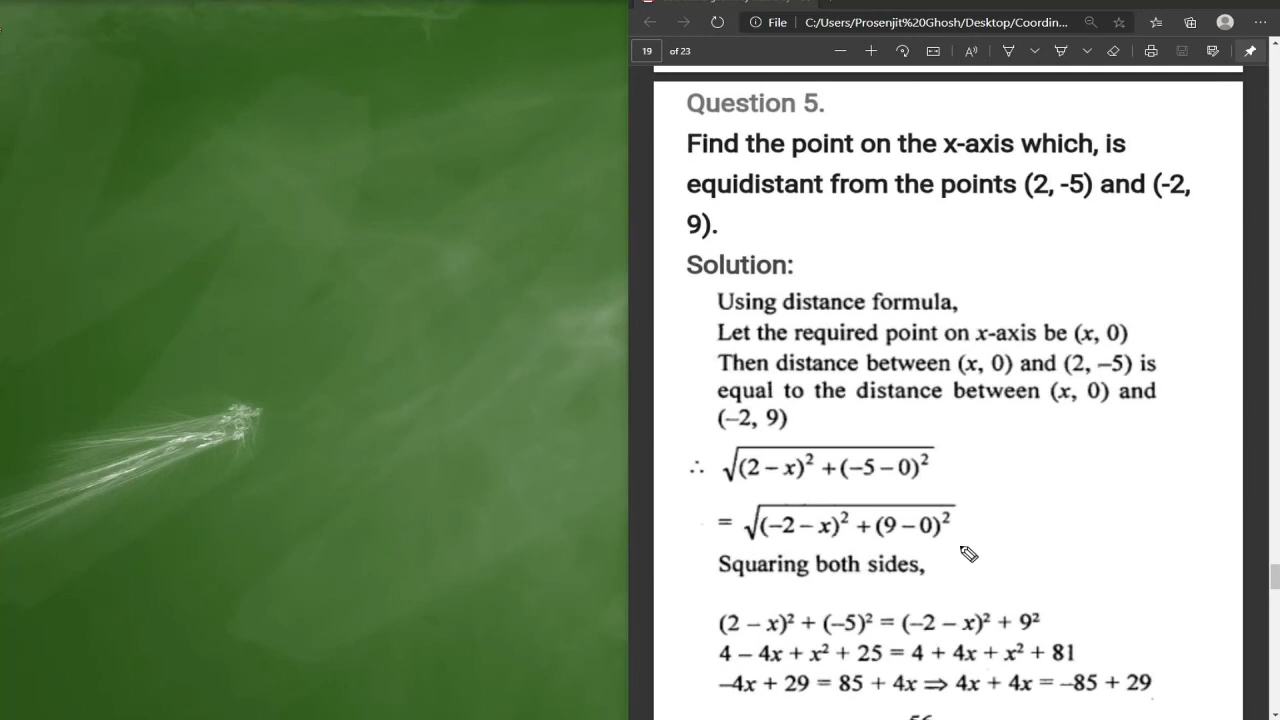 File C:/Users/Prosenjit%20Ghosh/Desktop/Coordin...
19 of 23
Question 5.
Find the point on the x-axis which, is
equidistant from the points (2, -5) and (-2,
9).
Solution:
Using distance formula,
Let the required point on x-axis be (x, 0)
Then distance between (x, 0) and (2, –5) is
equal to the distance between (x, 0) and
(–2, 9)
∴ √(2 – x)² + (–5 – 0)²
= √(–2 – x)² + (9 – 0)²
Squaring both sides,
(2 – x)² + (–5)² = (–2 – x)² + 9²
4 – 4x + x² + 25 = 4 + 4x + x² + 81
–4x + 29 = 85 + 4x ⇒ 4x + 4x = –85 + 29